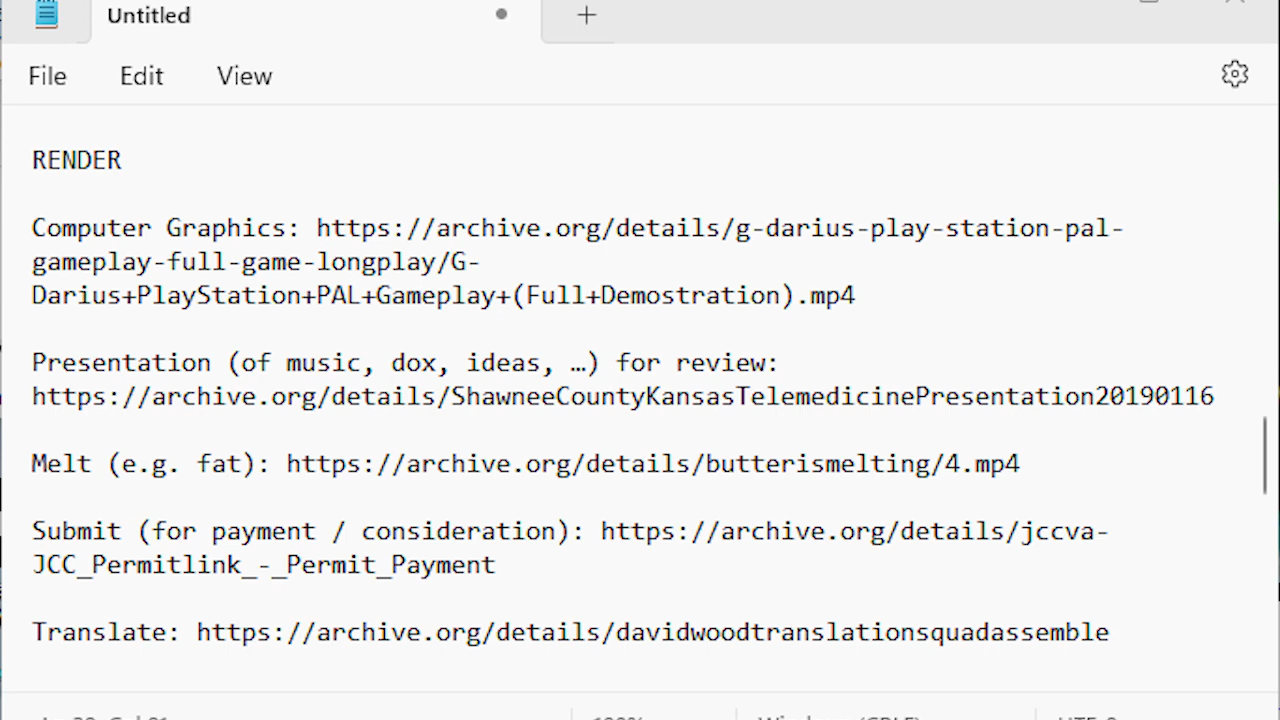 Untitled
File Edit View
RENDER
Computer Graphics: https://archive.org/details/g-darius-play-station-pal-
gameplay-full-game-longplay/G-
Darius+PlayStation+PAL+Gameplay+(Full+Demostration).mp4
Presentation (of music, dox, ideas, …) for review:
https://archive.org/details/ShawneeCountyKansasTelemedicinePresentation20190116
Melt (e.g. fat): https://archive.org/details/butterismelting/4.mp4
Submit (for payment / consideration): https://archive.org/details/jccva-
JCC_Permitlink_-_Permit_Payment
Translate: https://archive.org/details/davidwoodtranslationsquadassemble